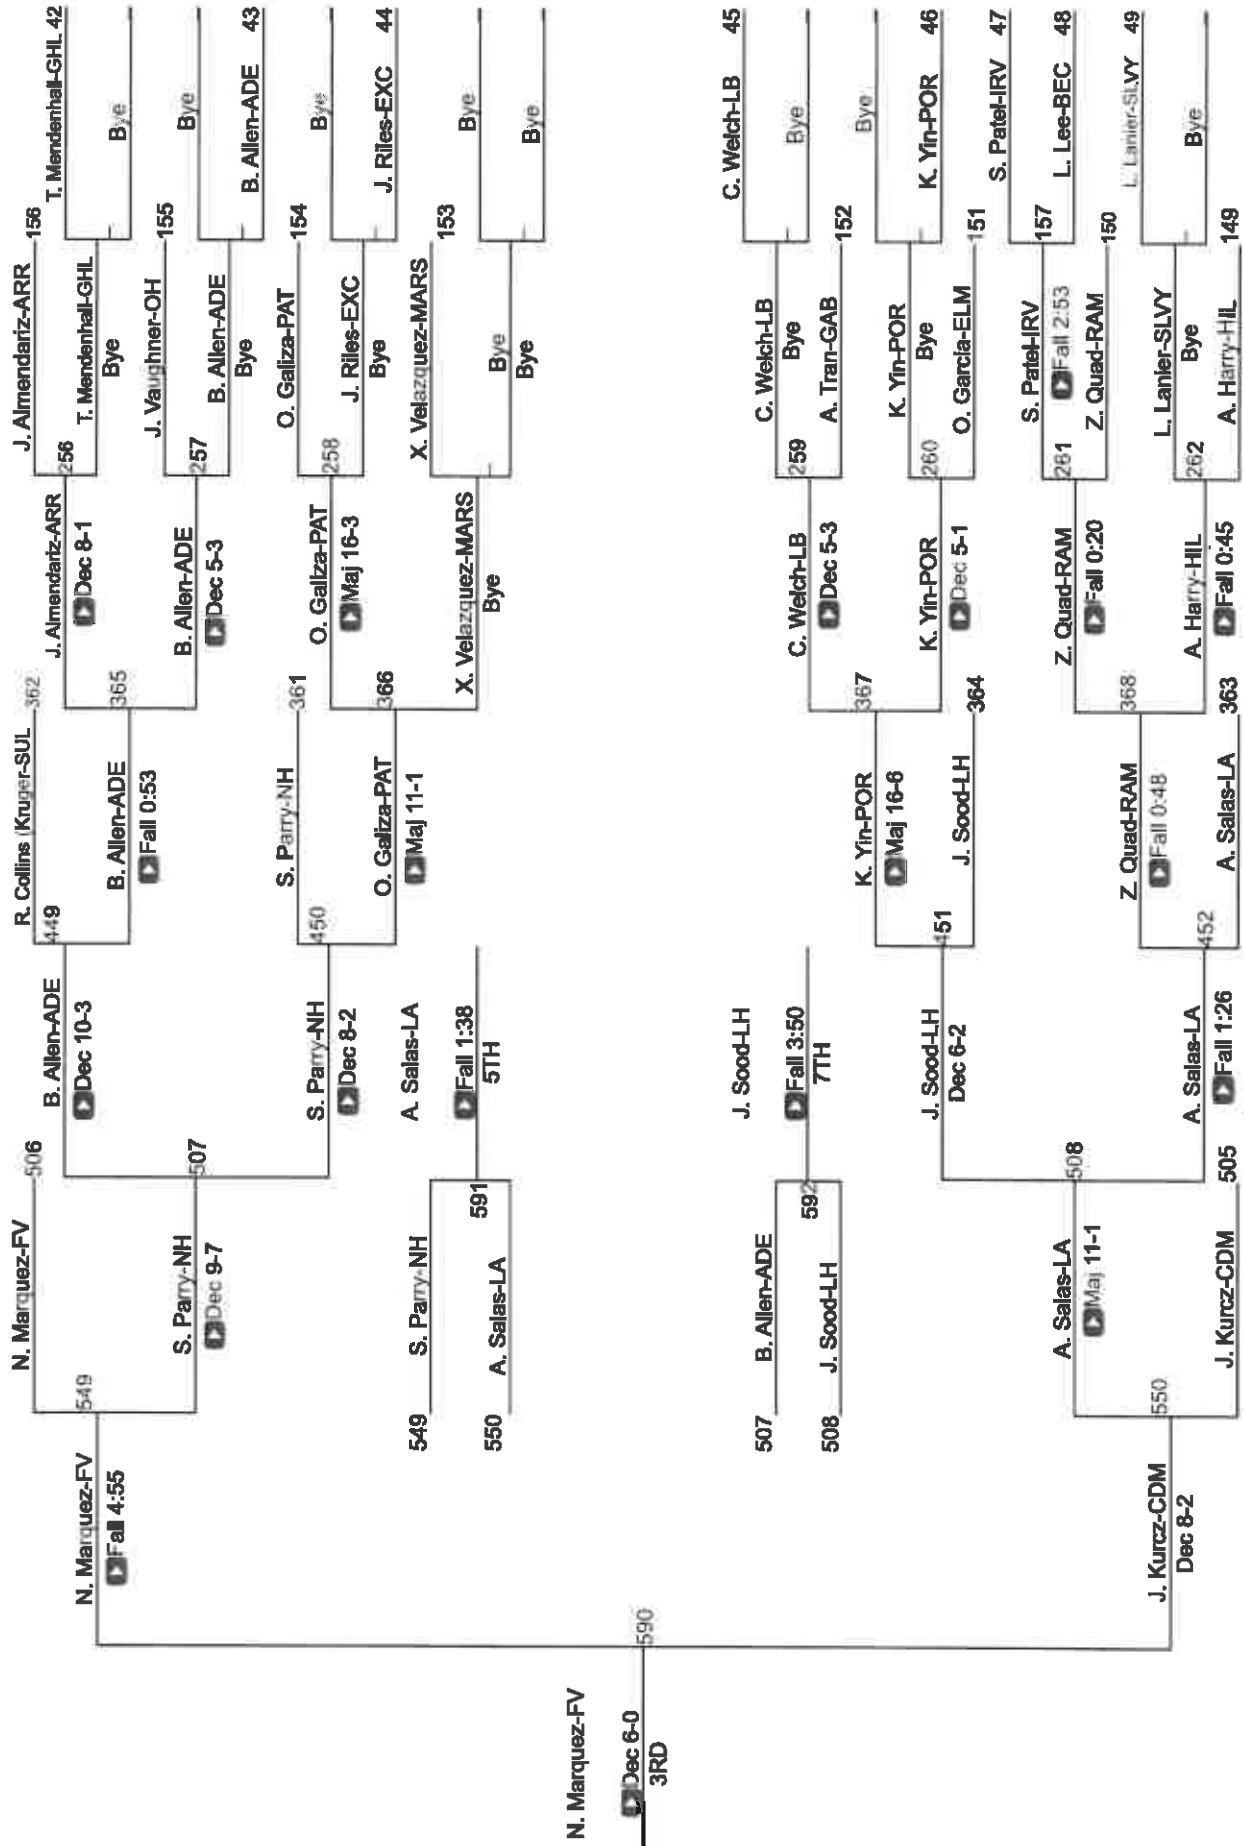 T. Mendenhall-GHL 42
Bye
Bye
B. Allen-ADE 43
Bye
J. Riles-EXC 44
Bye
Bye
C. Welch-LB 45
Bye
Bye
K. Yin-POR 46
S. Patel-IRV 47
L. Lee-BEC 48
L. Lanier-SLVY 49
Bye
J. Almendariz-ARR 156
T. Mendenhall-GHL
Bye
J. Vaughner-OH 155
B. Allen-ADE
Bye
O. Galiza-PAT 154
J. Riles-EXC
Bye
X. Velazquez-MARS 153
Bye
Bye
C. Welch-LB
Bye
A. Tran-GAB 152
K. Yin-POR
Bye
O. Garcia-ELM 151
S. Patel-IRV 157
Fall 2:53
Z. Quad-RAM 150
L. Lanier-SLVY
Bye
A. Harry-HIL 149
J. Almendariz-ARR 256
Dec 8-1
B. Allen-ADE 257
Dec 5-3
O. Galiza-PAT 258
Maj 16-3
X. Velazquez-MARS
Bye
C. Welch-LB 259
Dec 5-3
K. Yin-POR 260
Dec 5-1
Z. Quad-RAM 261
Fall 0:20
A. Harry-HIL 262
Fall 0:45
R. Collins (Kruger-SUL 362
B. Allen-ADE 365
Fall 0:53
S. Parry-NH 361
O. Galiza-PAT 366
Maj 11-1
K. Yin-POR 367
Maj 16-6
J. Sood-LH 364
Z. Quad-RAM 368
Fall 0:48
A. Salas-LA 363
B. Allen-ADE 449
Dec 10-3
S. Parry-NH 450
Dec 8-2
A. Salas-LA
Fall 1:38
5TH
J. Sood-LH
Fall 3:50
7TH
J. Sood-LH 451
Dec 6-2
A. Salas-LA 452
Fall 1:26
N. Marquez-FV 506
S. Parry-NH 507
Dec 9-7
549 S. Parry-NH
591
550 A. Salas-LA
507 B. Allen-ADE
592
508 J. Sood-LH
A. Salas-LA 508
Maj 11-1
J. Kurcz-CDM 505
N. Marquez-FV 549
Fall 4:55
J. Kurcz-CDM 550
Dec 8-2
N. Marquez-FV 590
Dec 6-0
3RD